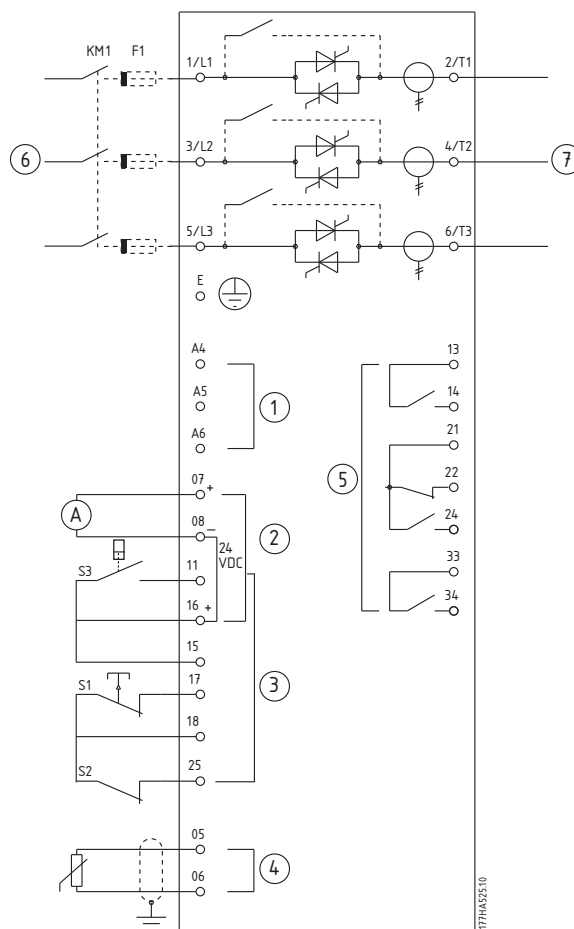 KM1 F1 1/L1 2/T1
6 3/L2 4/T2 7
5/L3 6/T3
E
A4 13
A5 1 14
A6 21
07 + 5 22
A 08 – 2 24
24 VDC
S3 11 33
16 + 34
15
3
S1 17
18
S2 25
05
4
06
177HA525.10